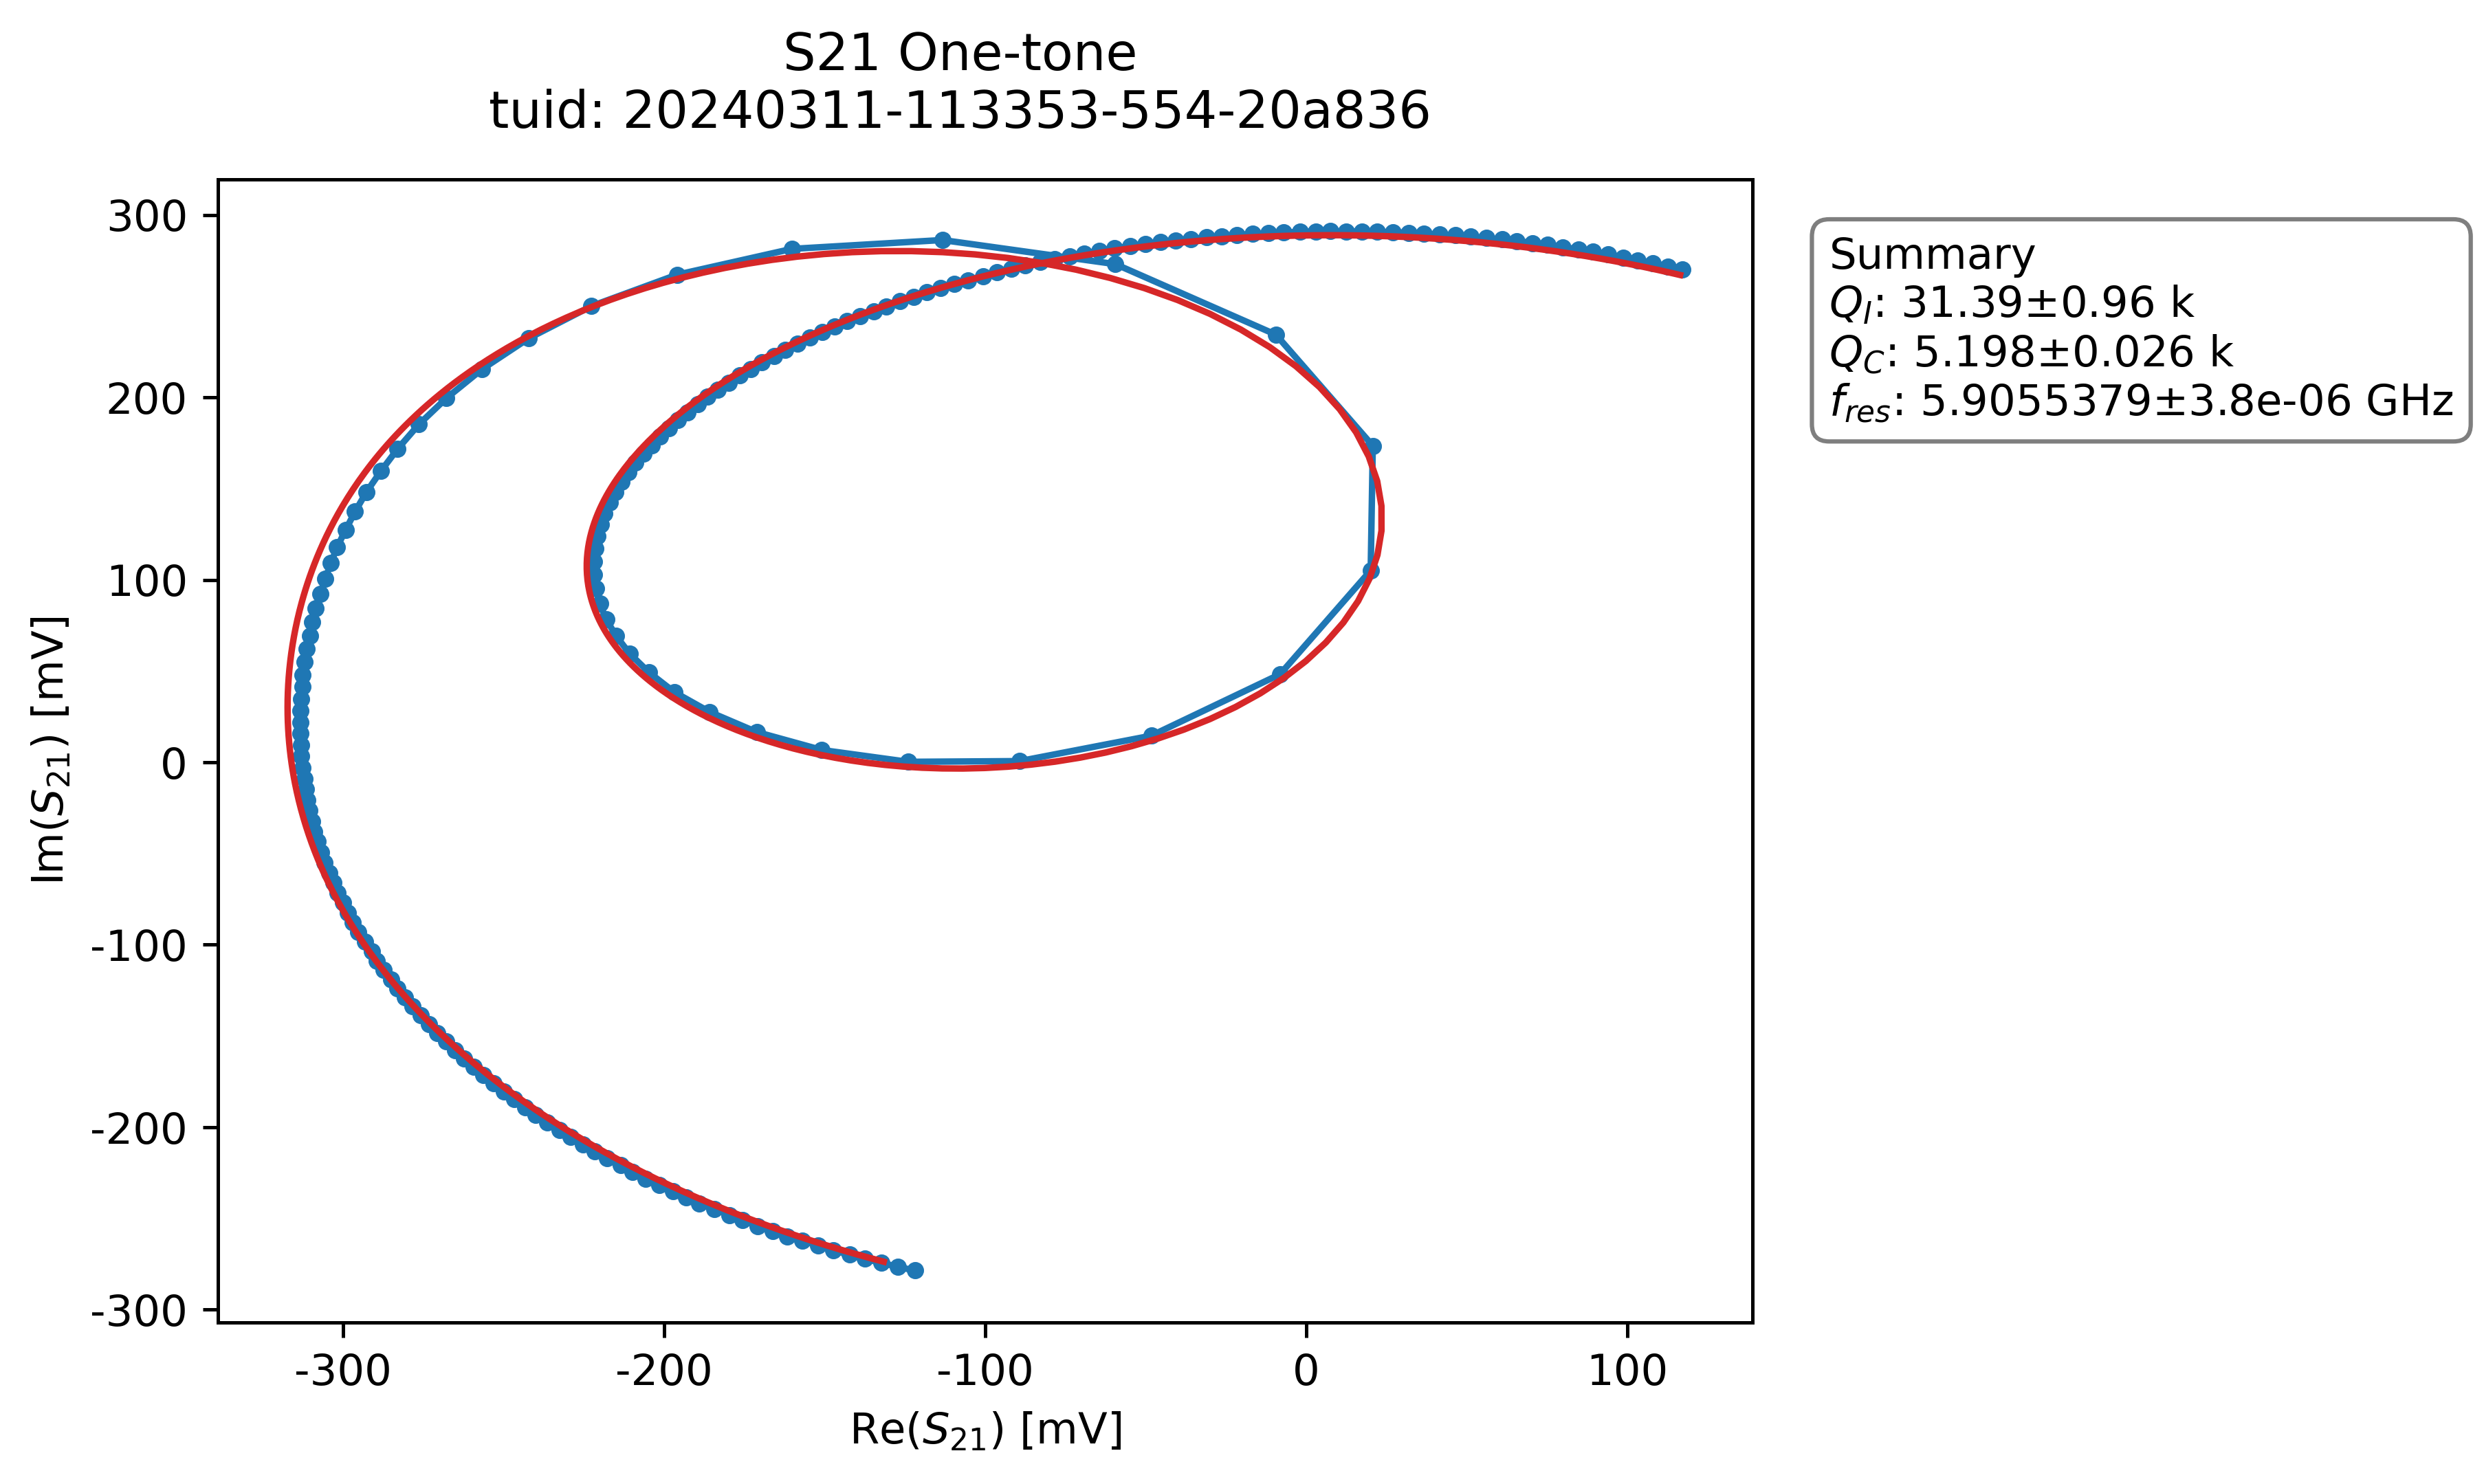 S21 One-tone
tuid: 20240311-113353-554-20a836
300
200
100
0
-100
-200
-300
Im(S21) [mV]
-300 -200 -100 0 100
Re(S21) [mV]
Summary
QI: 31.39±0.96 k
QC: 5.198±0.026 k
fres: 5.9055379±3.8e-06 GHz